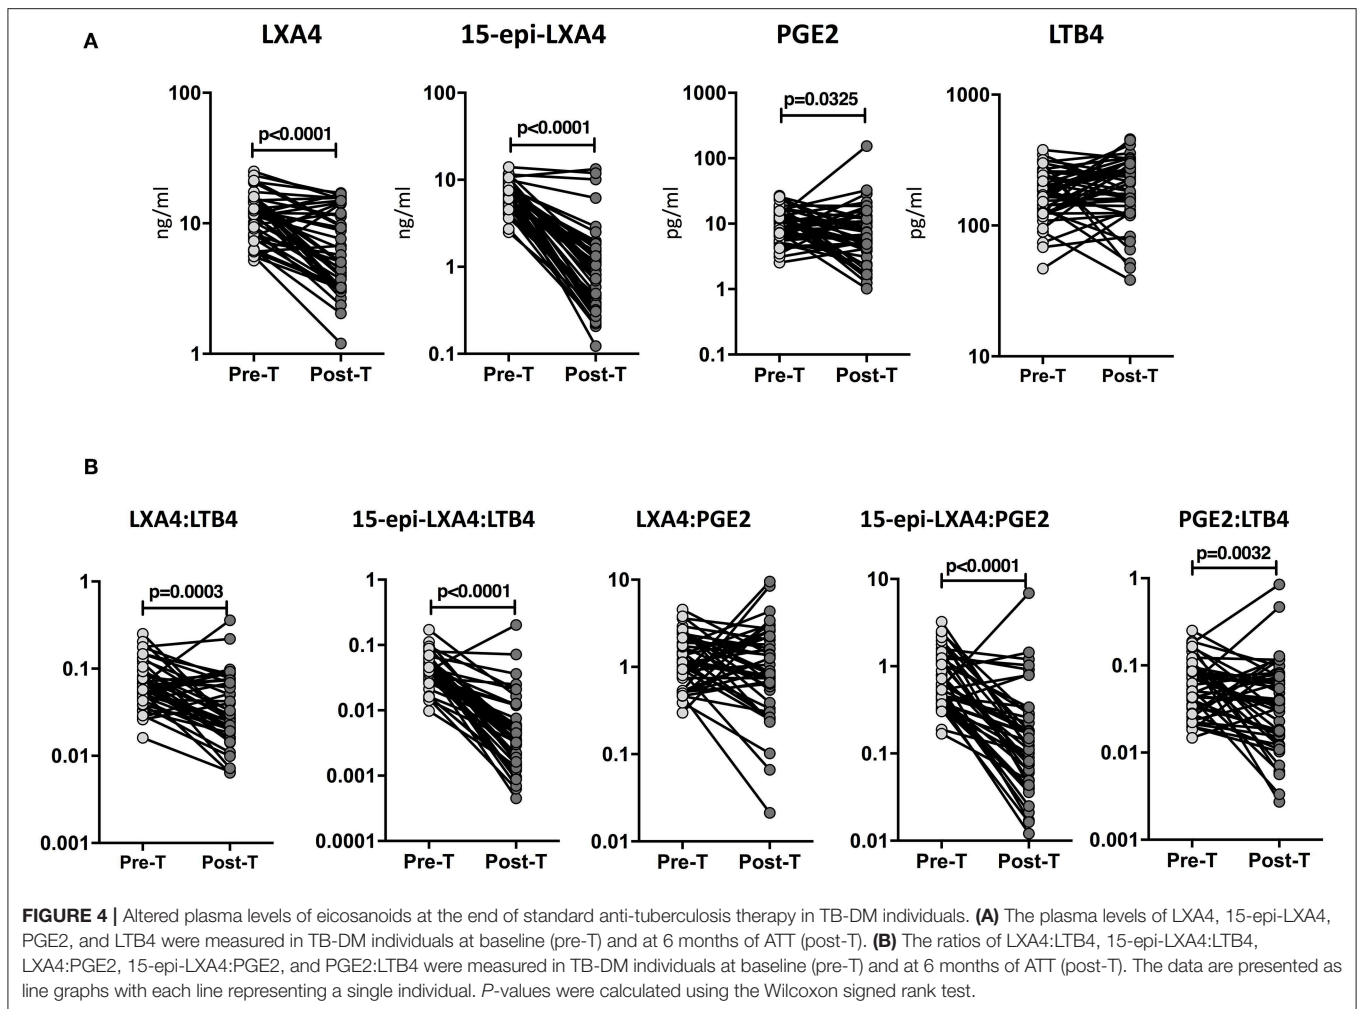 A
LXA4 15-epi-LXA4 PGE2 LTB4
100 100 1000 1000
p<0.0001 p<0.0001 p=0.0325
100
10
ng/ml ng/ml pg/ml pg/ml
10 10 100
1
1
1 0.1 0.1 10
Pre-T Post-T Pre-T Post-T Pre-T Post-T Pre-T Post-T
B
LXA4:LTB4 15-epi-LXA4:LTB4 LXA4:PGE2 15-epi-LXA4:PGE2 PGE2:LTB4
1 1 10 10 1
p=0.0003 p<0.0001 p<0.0001 p=0.0032
0.1 0.1 1 1 0.1
0.01
0.01 0.1 0.1 0.01
0.001
0.001 0.0001 0.01 0.01 0.001
Pre-T Post-T Pre-T Post-T Pre-T Post-T Pre-T Post-T Pre-T Post-T
FIGURE 4 | Altered plasma levels of eicosanoids at the end of standard anti-tuberculosis therapy in TB-DM individuals. (A) The plasma levels of LXA4, 15-epi-LXA4,
PGE2, and LTB4 were measured in TB-DM individuals at baseline (pre-T) and at 6 months of ATT (post-T). (B) The ratios of LXA4:LTB4, 15-epi-LXA4:LTB4,
LXA4:PGE2, 15-epi-LXA4:PGE2, and PGE2:LTB4 were measured in TB-DM individuals at baseline (pre-T) and at 6 months of ATT (post-T). The data are presented as
line graphs with each line representing a single individual. P-values were calculated using the Wilcoxon signed rank test.